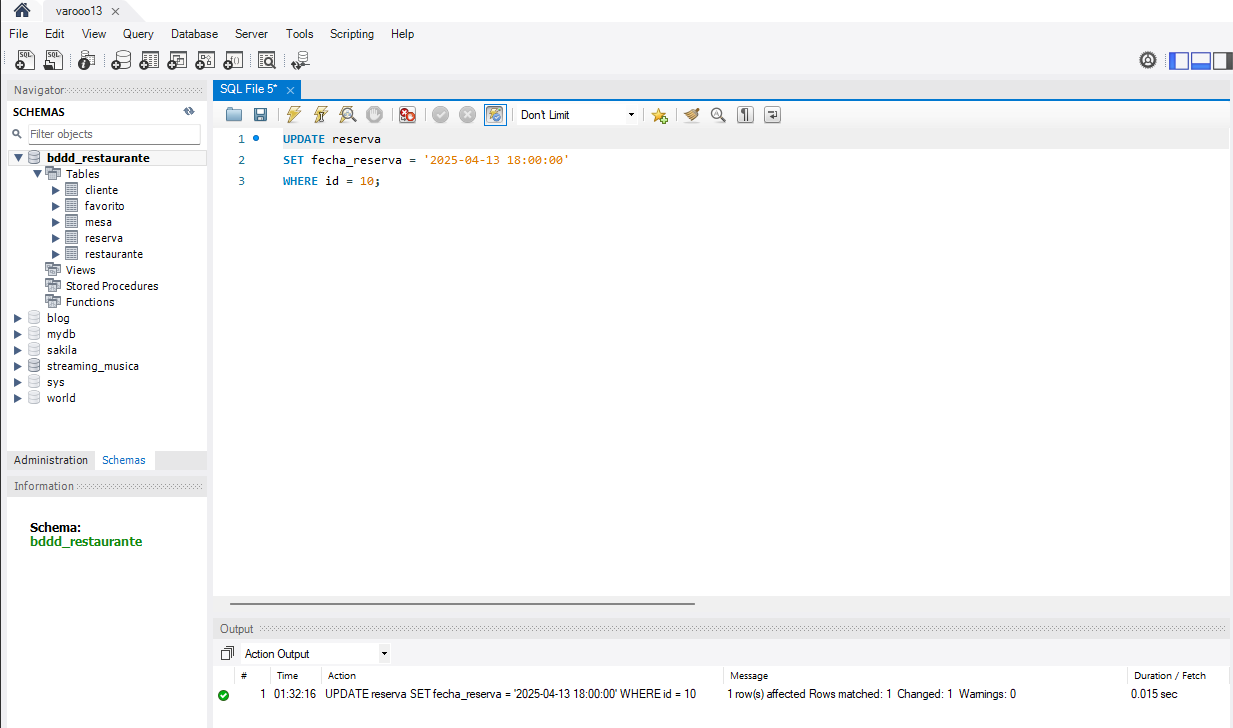 varooo13
File Edit View Query Database Server Tools Scripting Help
Navigator
SCHEMAS
Filter objects
bddd_restaurante
Tables
cliente
favorito
mesa
reserva
restaurante
Views
Stored Procedures
Functions
blog
mydb
sakila
streaming_musica
sys
world
Administration Schemas
Information
Schema:
bddd_restaurante
SQL File 5*
Don't Limit
1 UPDATE reserva
2 SET fecha_reserva = '2025-04-13 18:00:00'
3 WHERE id = 10;
Output
Action Output
# Time Action Message Duration / Fetch
1 01:32:16 UPDATE reserva SET fecha_reserva = '2025-04-13 18:00:00' WHERE id = 10 1 row(s) affected Rows matched: 1 Changed: 1 Warnings: 0 0.015 sec